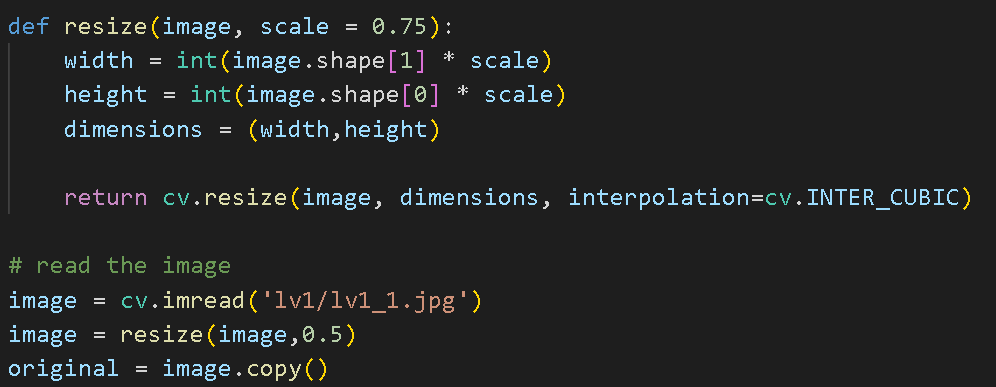 def resize(image, scale = 0.75):
    width = int(image.shape[1] * scale)
    height = int(image.shape[0] * scale)
    dimensions = (width,height)

    return cv.resize(image, dimensions, interpolation=cv.INTER_CUBIC)

# read the image
image = cv.imread('lv1/lv1_1.jpg')
image = resize(image,0.5)
original = image.copy()